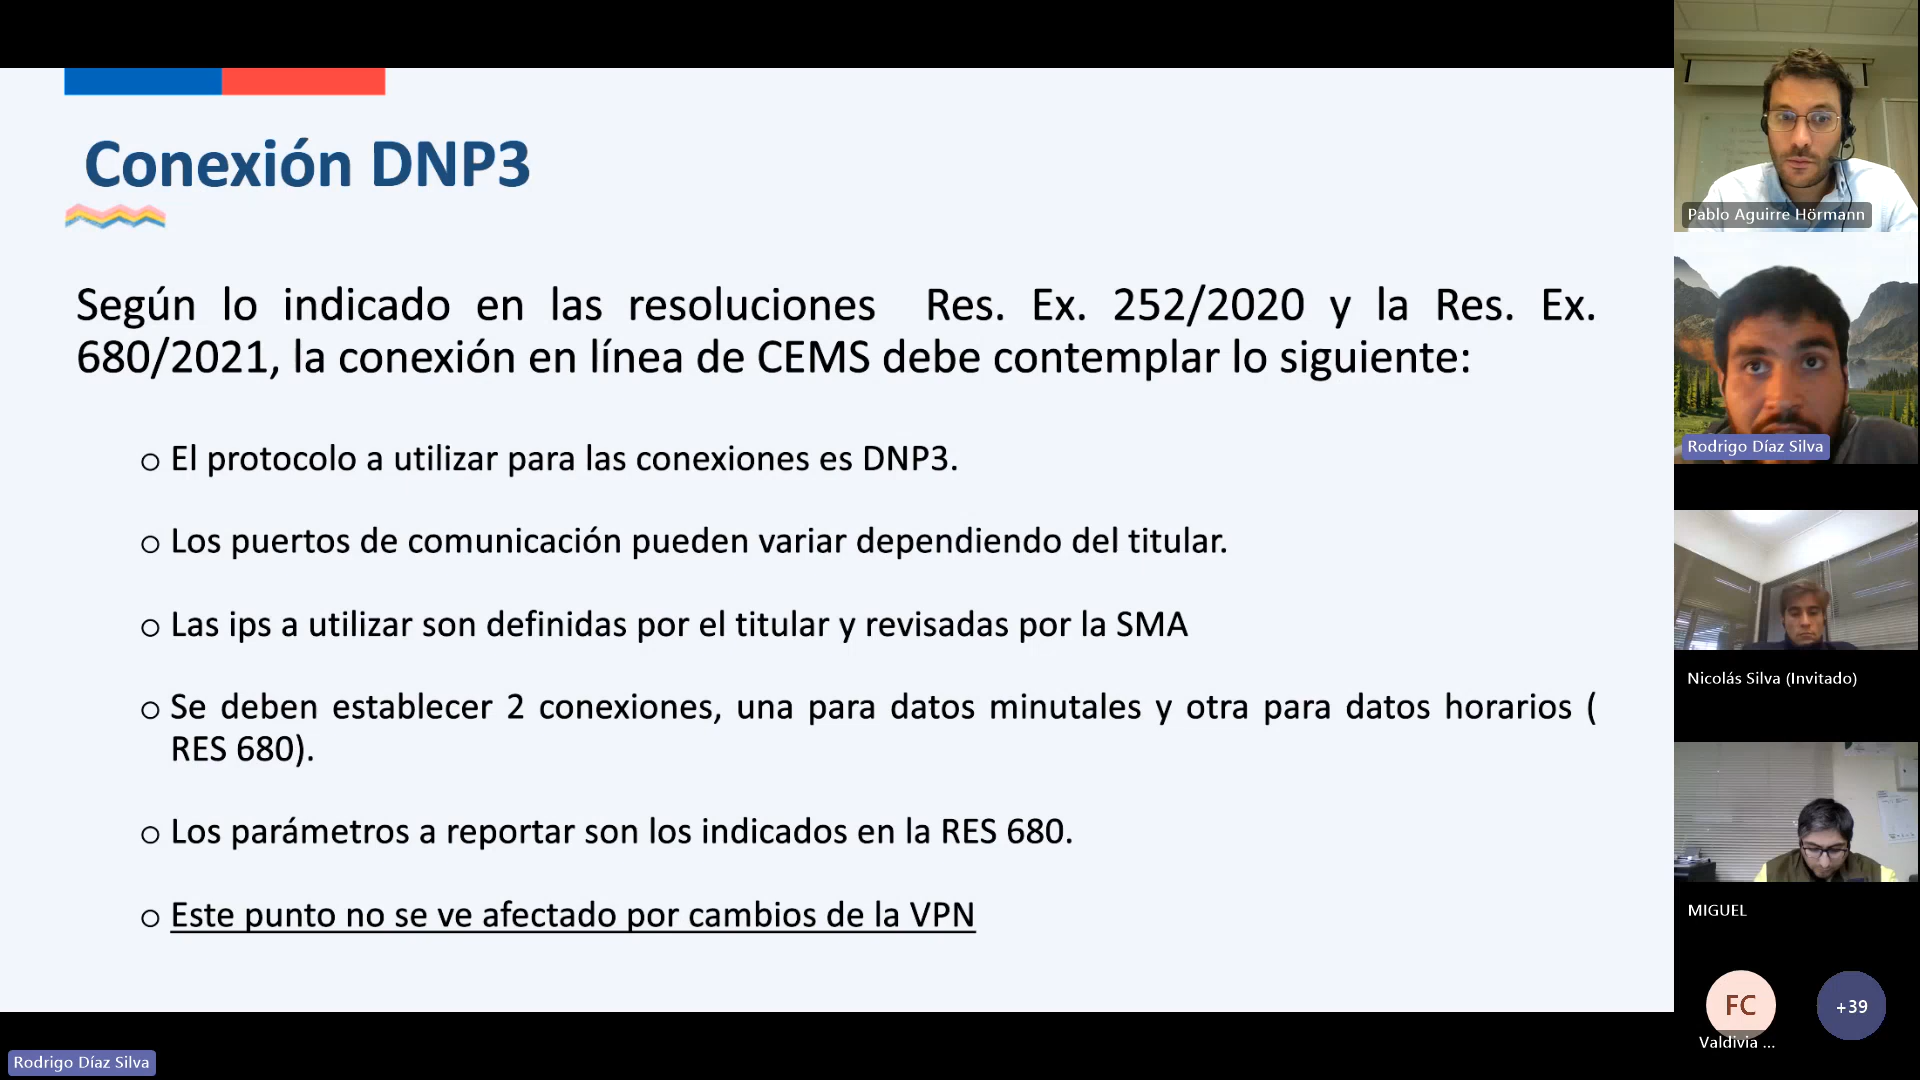 Conexión DNP3
Según lo indicado en las resoluciones Res. Ex. 252/2020 y la Res. Ex.
680/2021, la conexión en línea de CEMS debe contemplar lo siguiente:
o El protocolo a utilizar para las conexiones es DNP3.
o Los puertos de comunicación pueden variar dependiendo del titular.
o Las ips a utilizar son definidas por el titular y revisadas por la SMA
o Se deben establecer 2 conexiones, una para datos minutales y otra para datos horarios (
RES 680).
o Los parámetros a reportar son los indicados en la RES 680.
o Este punto no se ve afectado por cambios de la VPN
Rodrigo Díaz Silva
Pablo Aguirre Hörmann
Rodrigo Díaz Silva
Nicolás Silva (Invitado)
MIGUEL
FC
+39
Valdivia ...